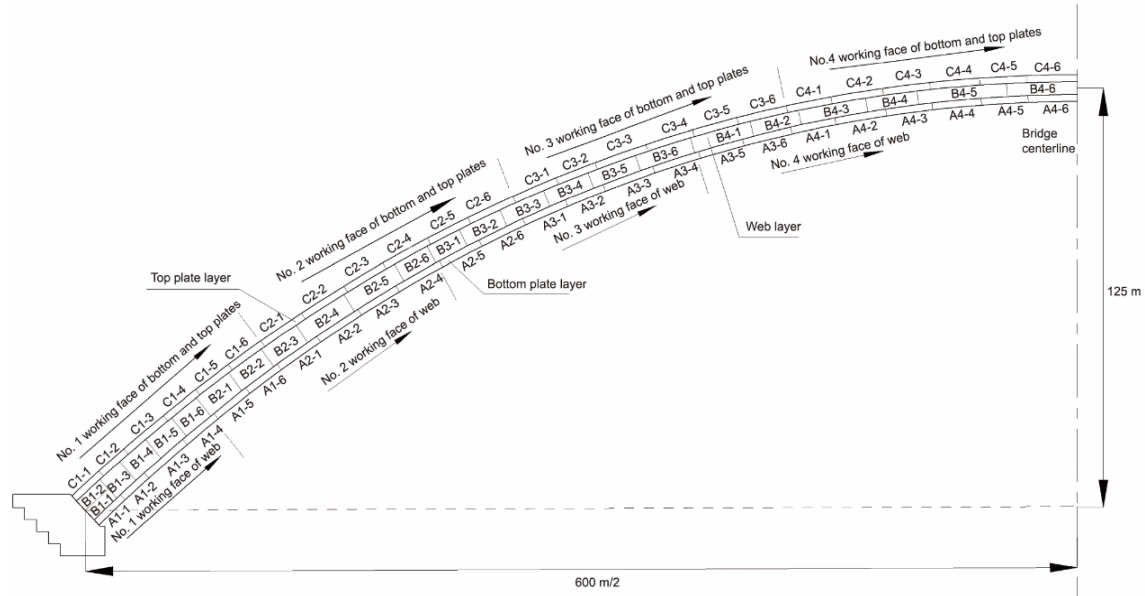 No.4 working face of bottom and top plates
C4-1
C4-2
C4-3
C4-4
C4-5
C4-6
B4-1
B4-2
B4-3
B4-4
B4-5
B4-6
A4-1
A4-2
A4-3
A4-4
A4-5
A4-6
No. 4 working face of web
Bridge
centerline
No. 3 working face of bottom and top plates
C3-1
C3-2
C3-3
C3-4
C3-5
C3-6
B3-1
B3-2
B3-3
B3-4
B3-5
B3-6
A3-1
A3-2
A3-3
A3-4
A3-5
A3-6
No. 3 working face of web
Web layer
No. 2 working face of bottom and top plates
C2-1
C2-2
C2-3
C2-4
C2-5
C2-6
B2-1
B2-2
B2-3
B2-4
B2-5
B2-6
A2-1
A2-2
A2-3
A2-4
A2-5
A2-6
No. 2 working face of web
Top plate layer
Bottom plate layer
125 m
No. 1 working face of bottom and top plates
C1-1
C1-2
C1-3
C1-4
C1-5
C1-6
B1-2
B1-1
B1-3
B1-4
B1-5
B1-6
A1-1
A1-2
A1-3
A1-4
A1-5
A1-6
No. 1 working face of web
600 m/2